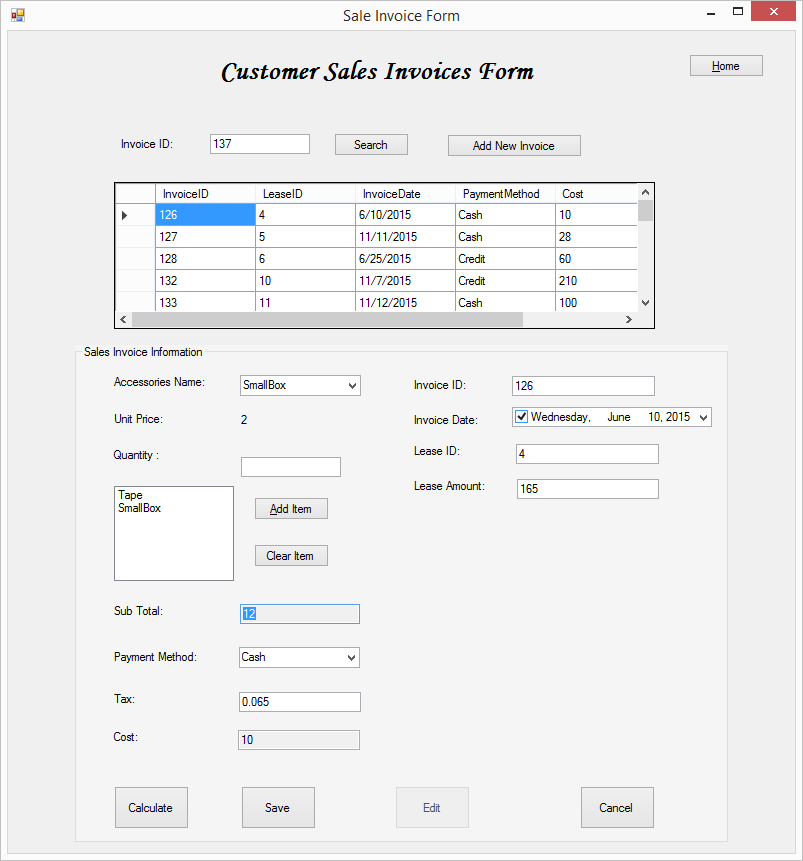 Sale Invoice Form
Customer Sales Invoices Form
Home
Invoice ID: 137 Search Add New Invoice
InvoiceID LeaseID InvoiceDate PaymentMethod Cost
126 4 6/10/2015 Cash 10
127 5 11/11/2015 Cash 28
128 6 6/25/2015 Credit 60
132 10 11/7/2015 Credit 210
133 11 11/12/2015 Cash 100
Sales Invoice Information
Accessories Name: SmallBox
Unit Price: 2
Quantity :
Tape
SmallBox
Add Item
Clear Item
Sub Total: 12
Payment Method: Cash
Tax: 0.065
Cost: 10
Invoice ID: 126
Invoice Date: Wednesday, June 10, 2015
Lease ID: 4
Lease Amount: 165
Calculate Save Edit Cancel